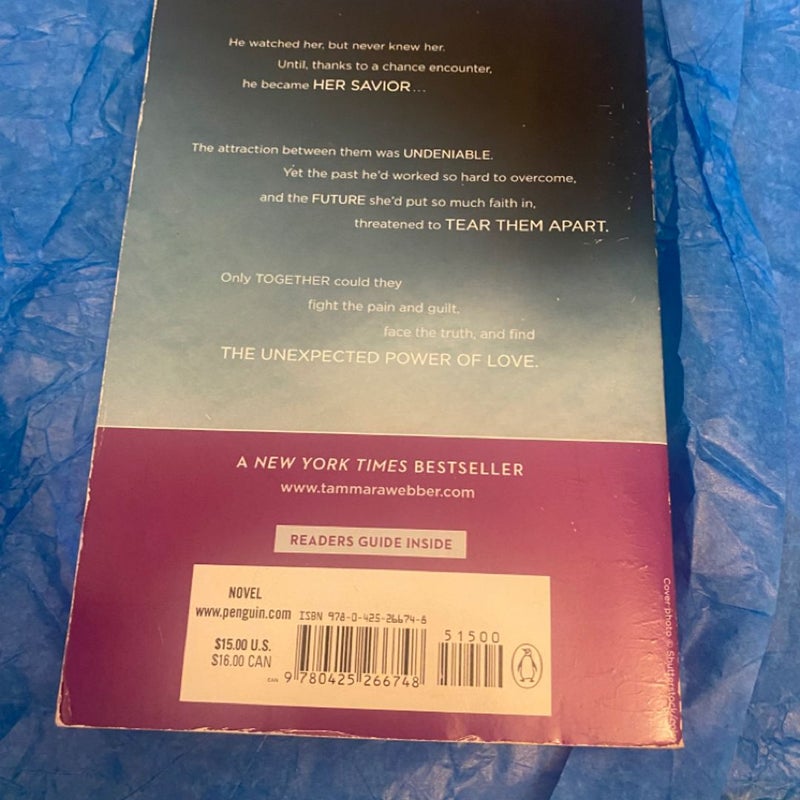 He watched her, but never knew her.
Until, thanks to a chance encounter,
he became HER SAVIOR...
The attraction between them was UNDENIABLE.
Yet the past he'd worked so hard to overcome,
and the FUTURE she'd put so much faith in,
threatened to TEAR THEM APART.
Only TOGETHER could they
fight the pain and guilt,
face the truth, and find
THE UNEXPECTED POWER OF LOVE.
A NEW YORK TIMES BESTSELLER
www.tammarawebber.com
READERS GUIDE INSIDE
NOVEL
www.penguin.com
ISBN 978-0-425-26674-8
$15.00 U.S.
$16.00 CAN
51500
CAN
9 780425 266748
Cover photo ©